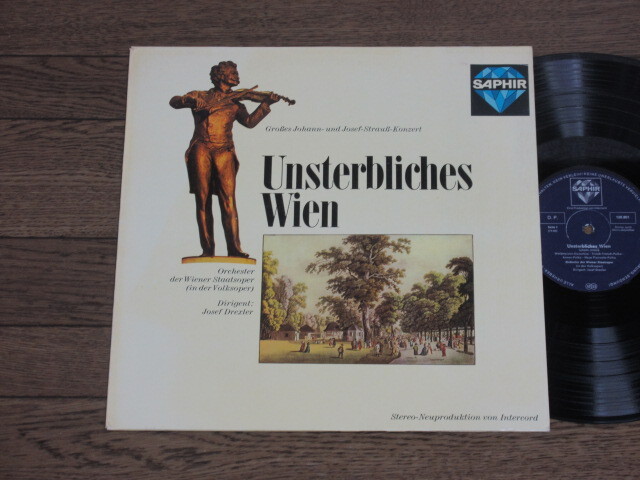 SAPHIR
Großes Johann- und Josef-Strauß-Konzert
Unsterbliches
Wien
Orchester
der Wiener Staatsoper
(in der Volksoper)
Dirigent:
Josef Drexler
Stereo-Neuproduktion von Intercord
SAPHIR
Unsterbliches Wien